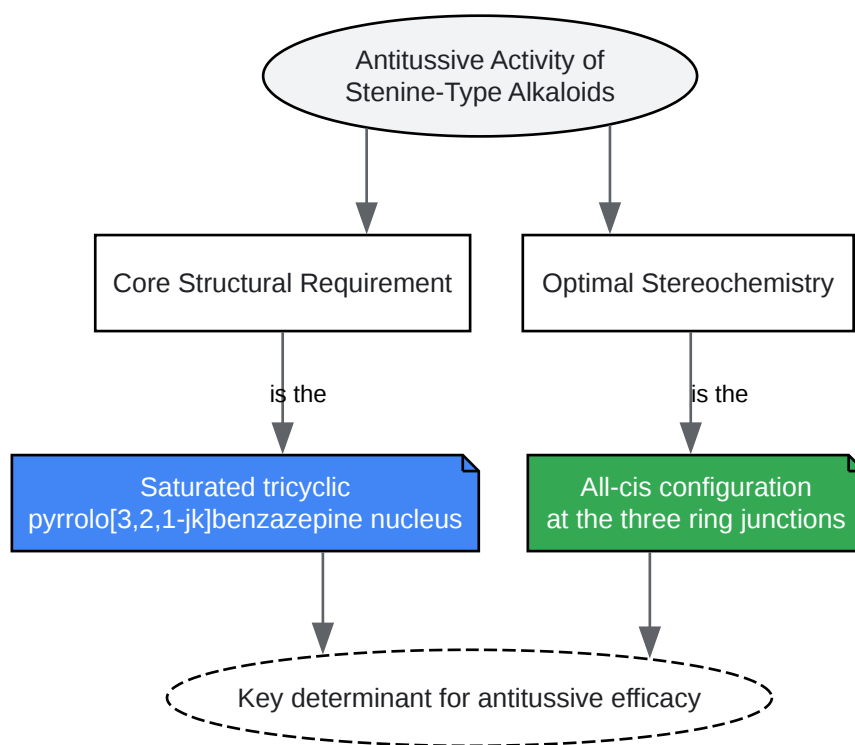 Antitussive Activity of
Stenine-Type Alkaloids
Core Structural Requirement
Optimal Stereochemistry
is the
is the
Saturated tricyclic
pyrrolo[3,2,1-jk]benzazepine nucleus
All-cis configuration
at the three ring junctions
Key determinant for antitussive efficacy